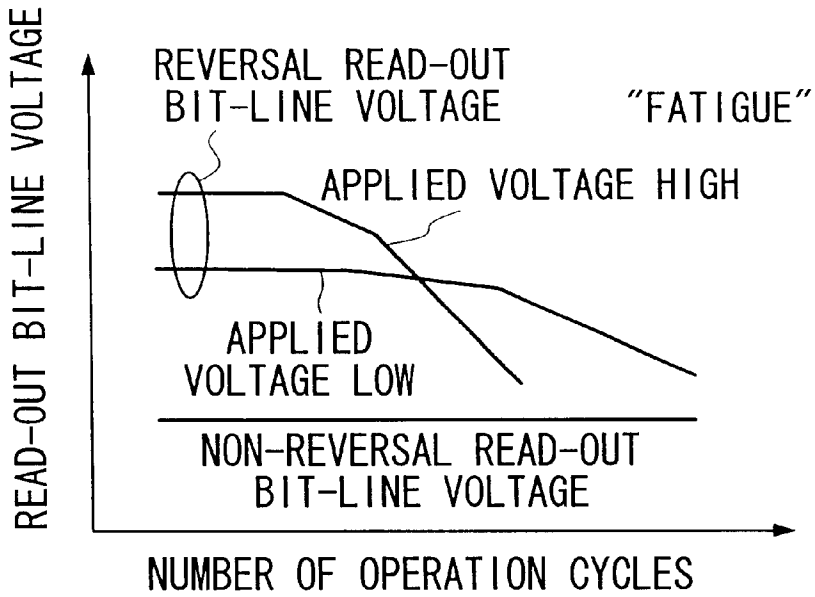 READ-OUT BIT-LINE VOLTAGE
REVERSAL READ-OUT
BIT-LINE VOLTAGE
"FATIGUE"
APPLIED VOLTAGE HIGH
APPLIED
VOLTAGE LOW
NON-REVERSAL READ-OUT
BIT-LINE VOLTAGE
NUMBER OF OPERATION CYCLES